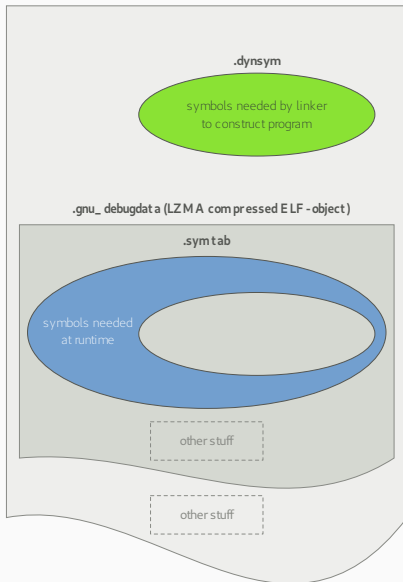 .dynsym
symbols needed by linker
to construct program
.gnu_debugdata (LZMA compressed ELF-object)
.symtab
symbols needed
at runtime
other stuff
other stuff